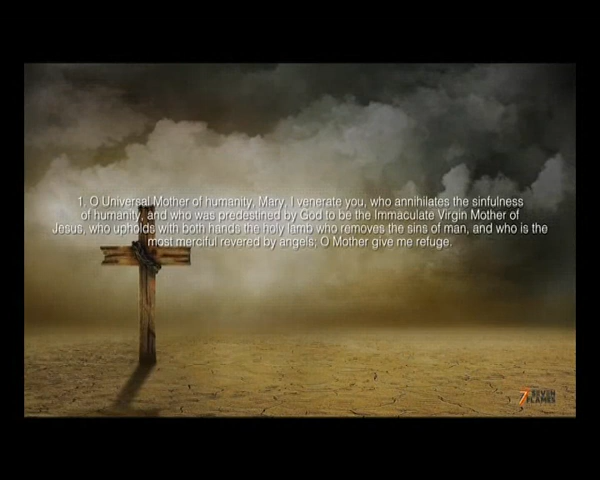 1. O Universal Mother of humanity, Mary, I venerate you, who annihilates the sinfulness
of humanity, and who was predestined by God to be the Immaculate Virgin Mother of
Jesus, who upholds with both hands the holy lamb who removes the sins of man, and who is the
most merciful revered by angels; O Mother give me refuge.
7 SEVEN
FLAMES